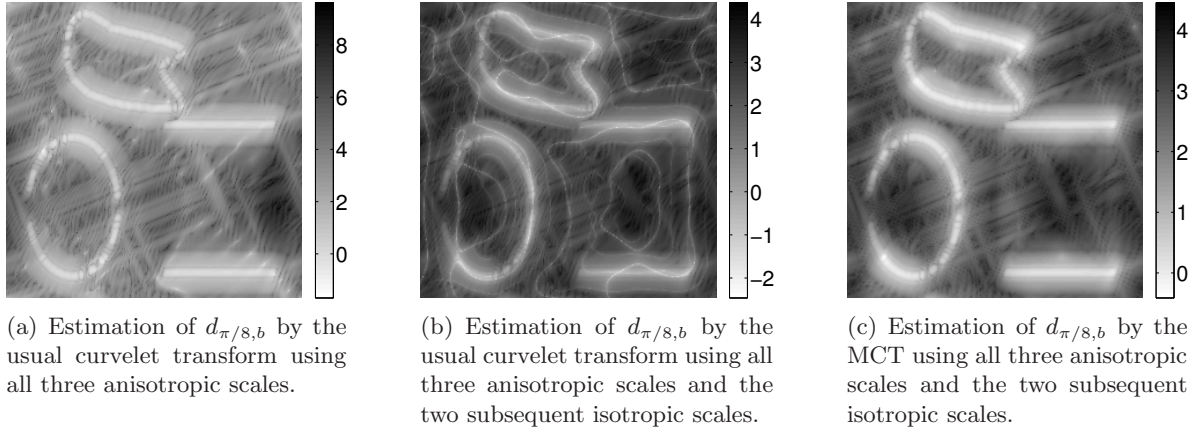 8
6
4
2
0
4
3
2
1
0
−1
−2
4
3
2
1
0
(a) Estimation of d_{π/8,b} by the
usual curvelet transform using
all three anisotropic scales.
(b) Estimation of d_{π/8,b} by the
usual curvelet transform using all
three anisotropic scales and the
two subsequent isotropic scales.
(c) Estimation of d_{π/8,b} by the
MCT using all three anisotropic
scales and the two subsequent
isotropic scales.